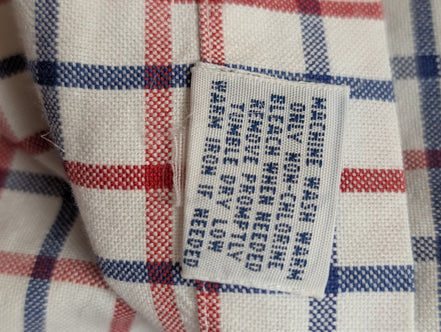 MACHINE WASH WARM
ONLY NON-CHLORINE
BLEACH WHEN NEEDED
REMOVE PROMPTLY
TUMBLE DRY LOW
WARM IRON IF NEEDED